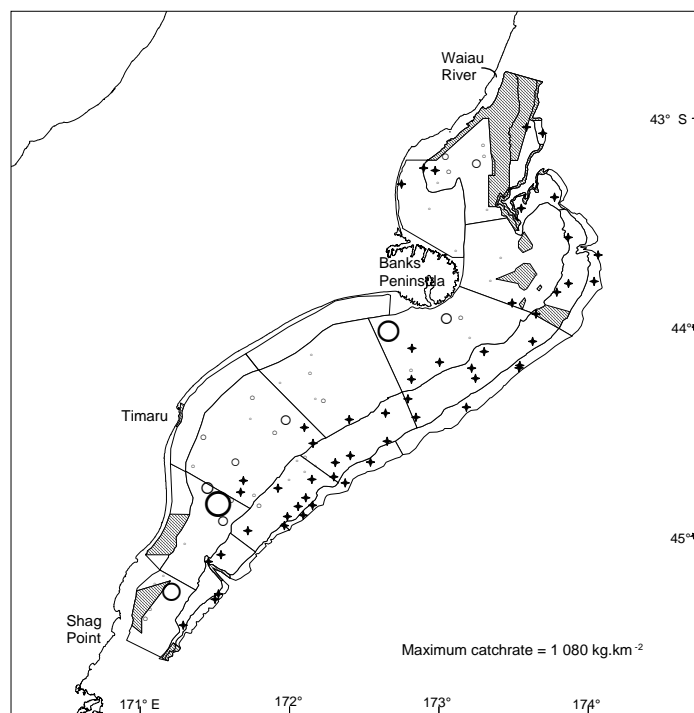 Waiau
River
43° S
Banks
Peninsula
44°
Timaru
45°
Shag
Point
Maximum catchrate = 1 080 kg.km⁻²
171° E
172°
173°
174°